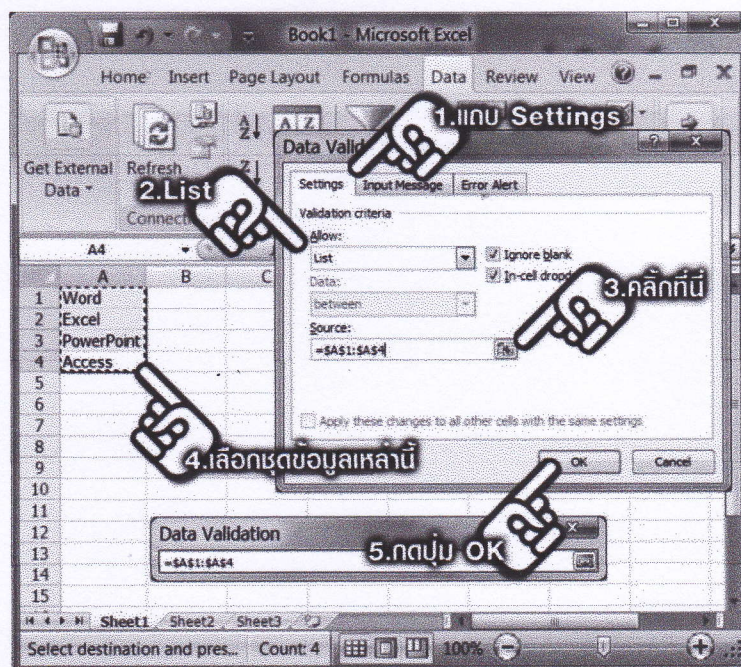 Book1 - Microsoft Excel
Home Insert Page Layout Formulas Data Review View
1.แถบ Settings
Get External Data
Refresh
Connect
2.List
Data Valid
Settings Input Message Error Alert
Validation criteria
Allow:
List
Ignore blank
Data:
In-cell dropd
between
3.คลิ้กที่นี่
Source:
=$A$1:$A$4
Apply these changes to all other cells with the same settings
OK Cancel
A4
A B C
1 Word
2 Excel
3 PowerPoint
4 Access
5
6
7
8
9
10
11
12
13
14
15
4.เลือกชุดข้อมูลเหล่านี้
Data Validation
=$A$1:$A$4
5.กดปุ่ม OK
Sheet1 Sheet2 Sheet3
Select destination and pres... Count: 4 100%